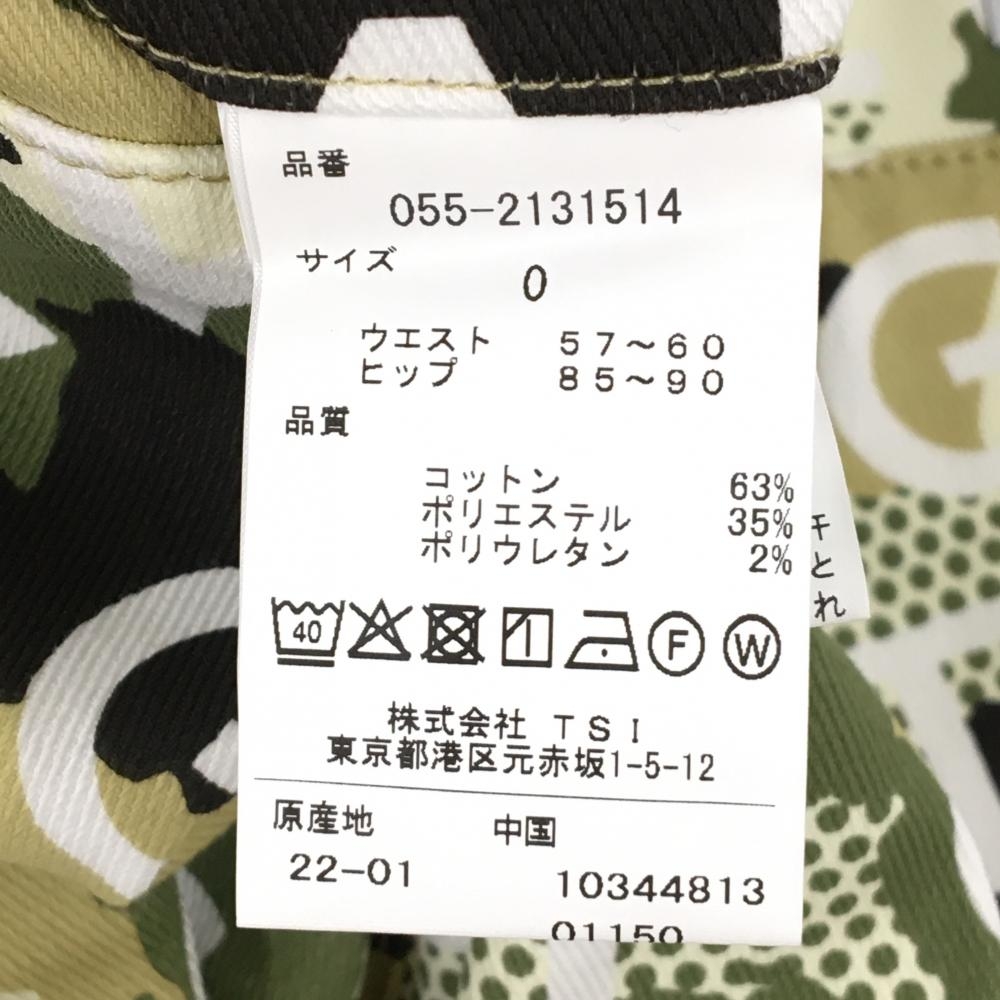 品番
055-2131514
サイズ
0
ウエスト 57～60
ヒップ 85～90
品質
コットン 63%
ポリエステル 35%
ポリウレタン 2%
40
F
W
株式会社 TSI
東京都港区元赤坂1-5-12
原産地 中国
22-01
10344813
01150
と
れ